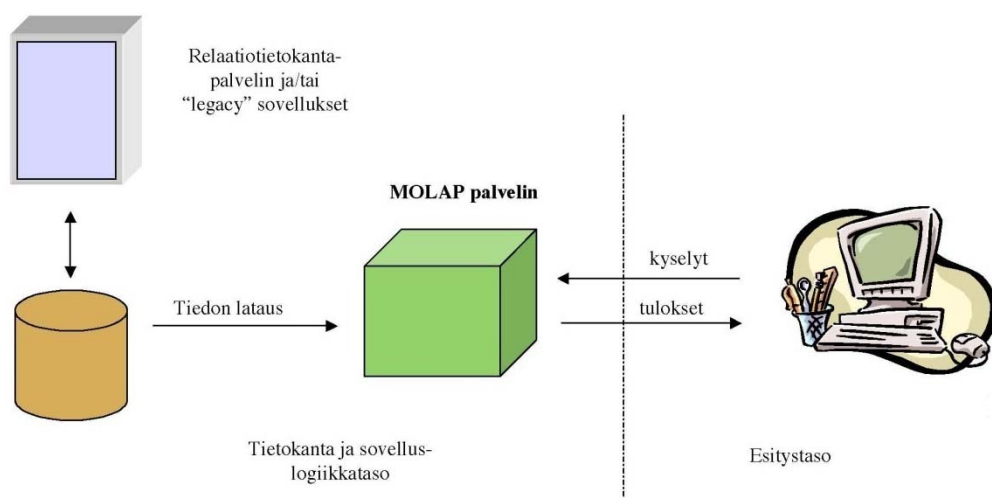 Relaatiotietokanta-
palvelin ja/tai
“legacy” sovellukset
MOLAP palvelin
kyselyt
Tiedon lataus
tulokset
Tietokanta ja sovellus-
logiikkataso
Esitystaso